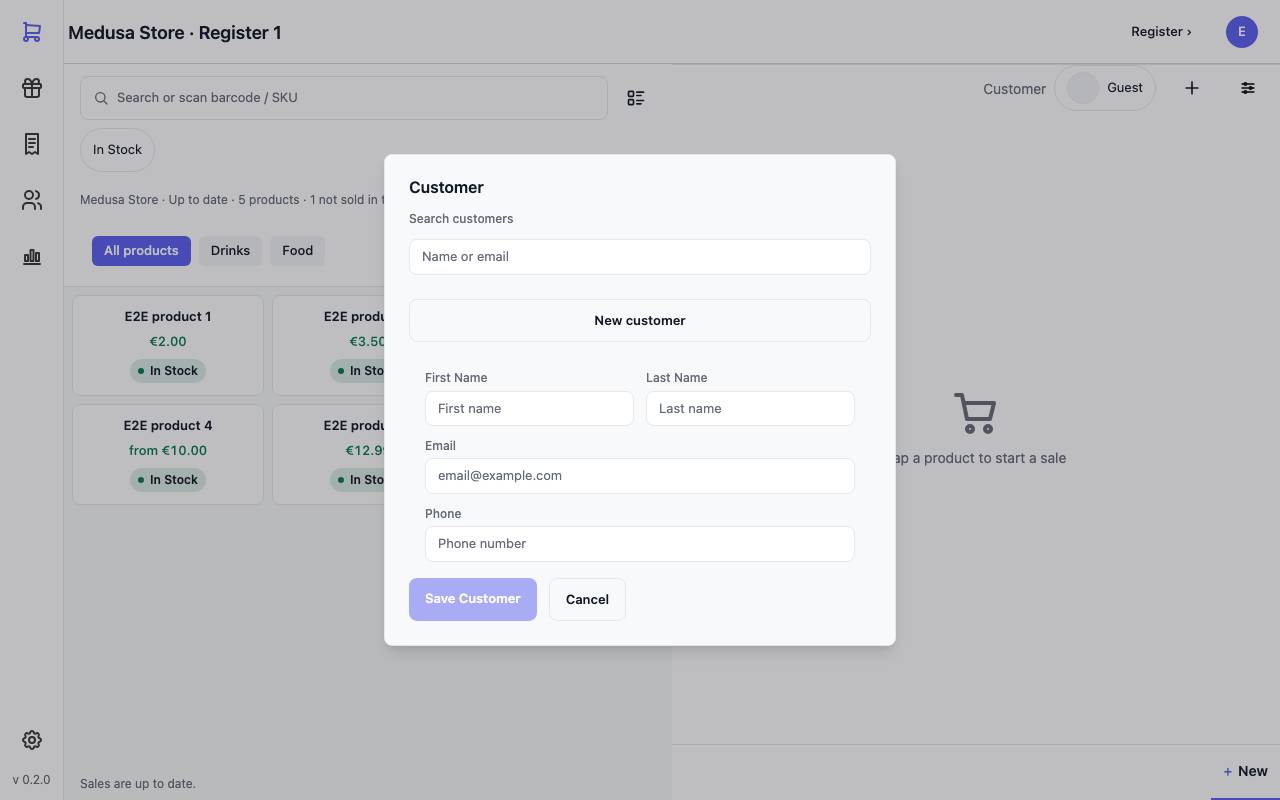 Medusa Store · Register 1
Register ›
E
Search or scan barcode / SKU
Customer
Guest
In Stock
Medusa Store · Up to date · 5 products · 1 not sold in t
All products
Drinks
Food
E2E product 1
€2.00
In Stock
E2E produ
€3.50
In Sto
E2E product 4
from €10.00
In Stock
E2E produ
€12.99
In Sto
Customer
Search customers
Name or email
New customer
First Name
Last Name
First name
Last name
Email
email@example.com
Phone
Phone number
Save Customer
Cancel
ap a product to start a sale
v 0.2.0
Sales are up to date.
+ New